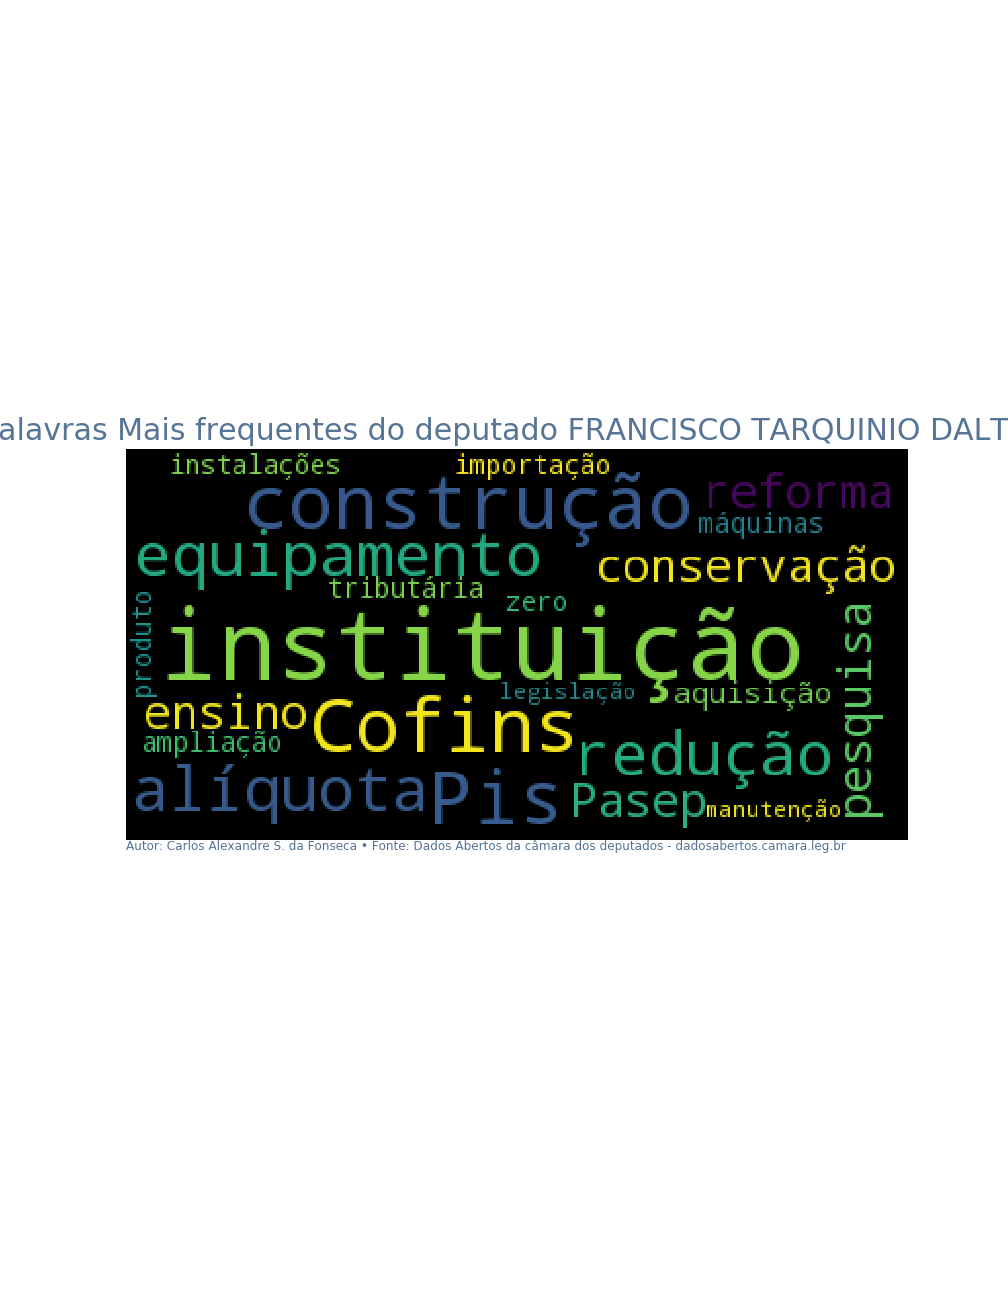 alavras Mais frequentes do deputado FRANCISCO TARQUINIO DALT
instalações
importação
construção
reforma
máquinas
equipamento
conservação
tributária
zero
produto
instituição
pesquisa
legislação
aquisição
ensino
Cofins
ampliação
redução
alíquota
Pis
Pasep
manutenção
Autor: Carlos Alexandre S. da Fonseca • Fonte: Dados Abertos da câmara dos deputados - dadosabertos.camara.leg.br